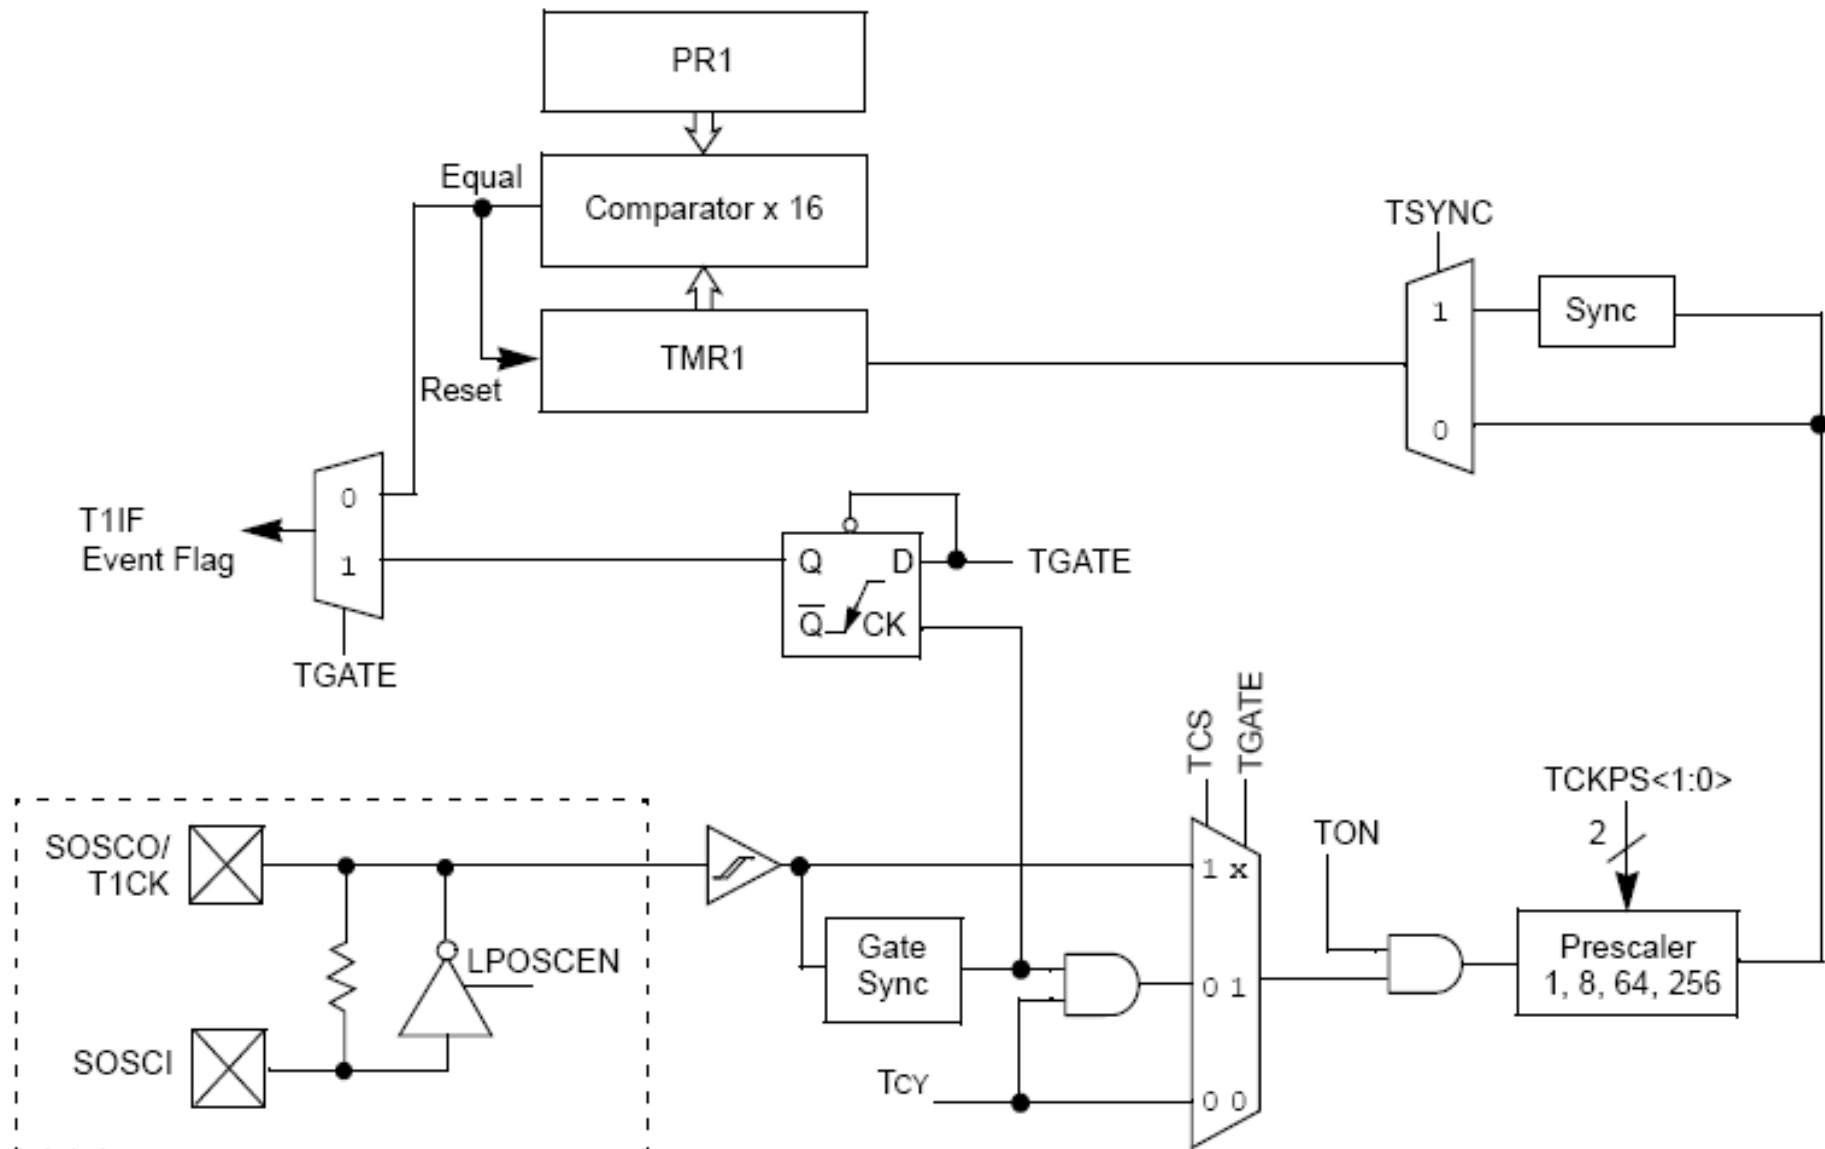 PR1
Equal
Comparator x 16
TSYNC
1
Sync
TMR1
Reset
0
0
T1IF
Event Flag
1
Q
D
TGATE
Q̅
CK
TGATE
TCS
TGATE
TCKPS<1:0>
2
TON
SOSCO/
T1CK
1 x
LPOSCEN
Gate
Sync
0 1
Prescaler
1, 8, 64, 256
SOSCI
TCY
0 0